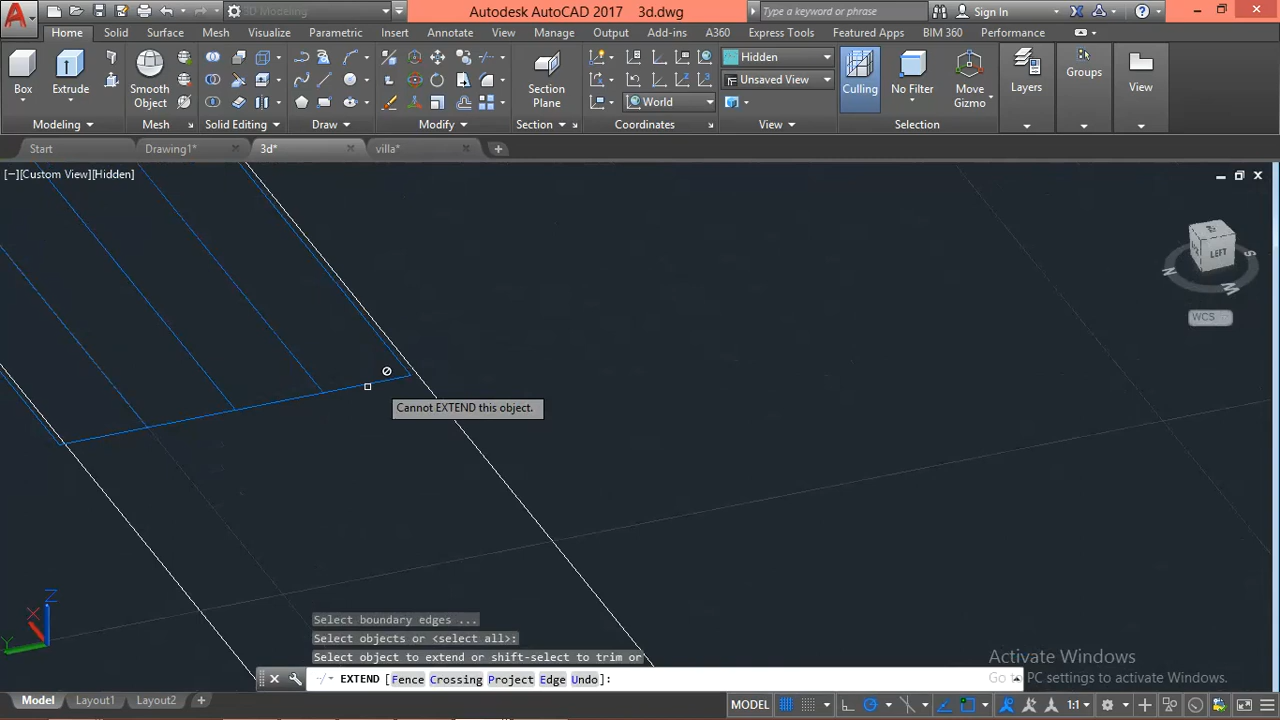 Autodesk AutoCAD 2017 3d.dwg
3D Modeling
Type a keyword or phrase
Sign In
Home Solid Surface Mesh Visualize Parametric Insert Annotate View Manage Output Add-ins A360 Express Tools Featured Apps BIM 360 Performance
Box
Extrude
Smooth
Object
Section
Plane
Hidden
Unsaved View
World
Culling
No Filter
Move
Gizmo
Layers
Groups
View
Modeling
Mesh
Solid Editing
Draw
Modify
Section
Coordinates
View
Selection
Start Drawing1* 3d* villa*
[−][Custom View][Hidden]
LEFT
N
S
W
WCS
Cannot EXTEND this object.
Z
X
Y
Select boundary edges ...
Select objects or <select all>:
Select object to extend or shift-select to trim or
EXTEND [Fence Crossing Project Edge Undo]:
Activate Windows
Go to PC settings to activate Windows.
Model Layout1 Layout2
MODEL
1:1